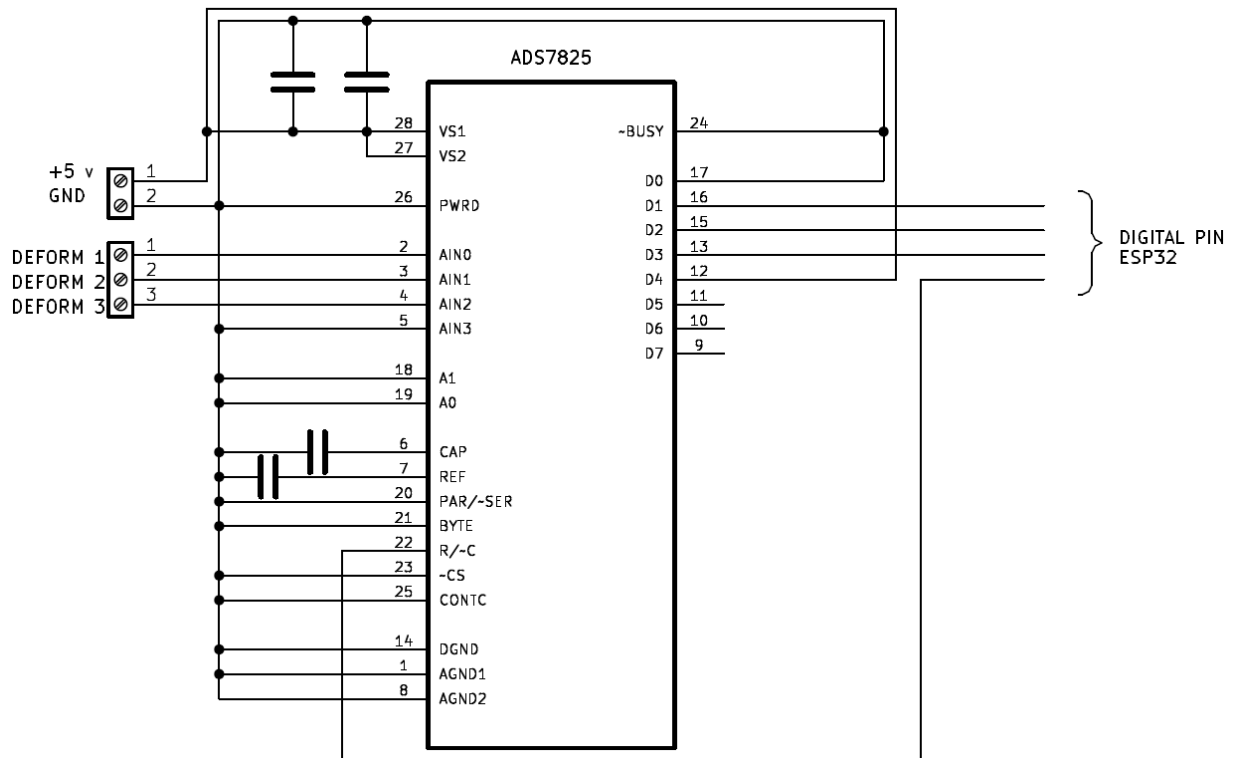 ADS7825
28 VS1
27 VS2
26 PWRD
2 AIN0
3 AIN1
4 AIN2
5 AIN3
18 A1
19 A0
6 CAP
7 REF
20 PAR/~SER
21 BYTE
22 R/~C
23 ~CS
25 CONTC
14 DGND
1 AGND1
8 AGND2
~BUSY 24
D0 17
D1 16
D2 15
D3 13
D4 12
D5 11
D6 10
D7 9
+5 v 1
GND 2
DEFORM 1 1
DEFORM 2 2
DEFORM 3 3
DIGITAL PIN
ESP32